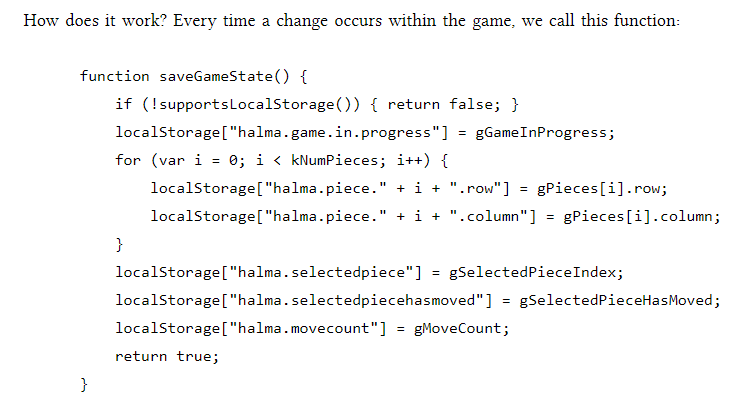 How does it work? Every time a change occurs within the game, we call this function:
function saveGameState() {
    if (!supportsLocalStorage()) { return false; }
    localStorage["halma.game.in.progress"] = gGameInProgress;
    for (var i = 0; i < kNumPieces; i++) {
        localStorage["halma.piece." + i + ".row"] = gPieces[i].row;
        localStorage["halma.piece." + i + ".column"] = gPieces[i].column;
    }
    localStorage["halma.selectedpiece"] = gSelectedPieceIndex;
    localStorage["halma.selectedpiecehasmoved"] = gSelectedPieceHasMoved;
    localStorage["halma.movecount"] = gMoveCount;
    return true;
}